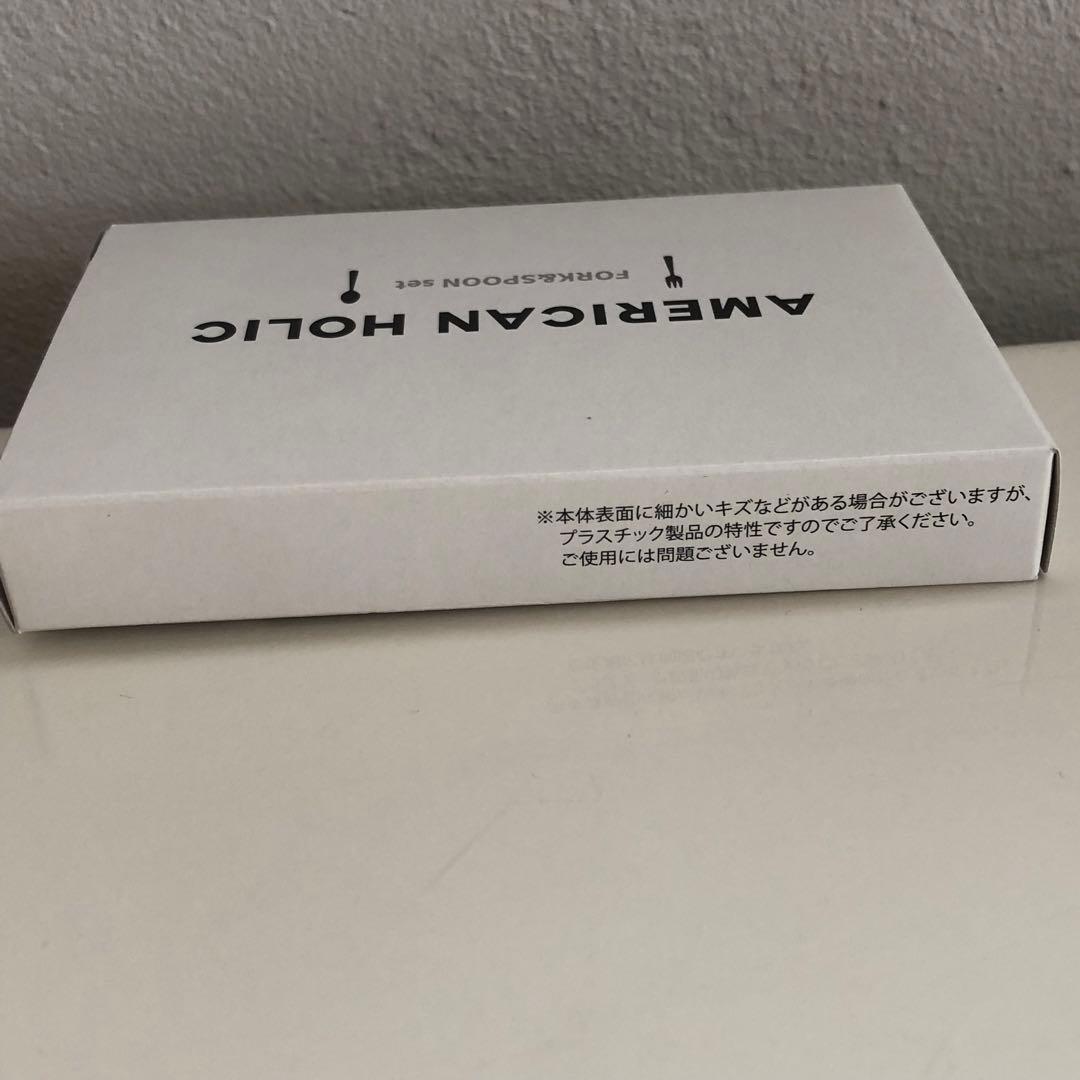 AMERICAN HOLIC
FORK&SPOON set
※本体表面に細かいキズなどがある場合がございますが、
プラスチック製品の特性ですのでご了承ください。
ご使用には問題ございません。